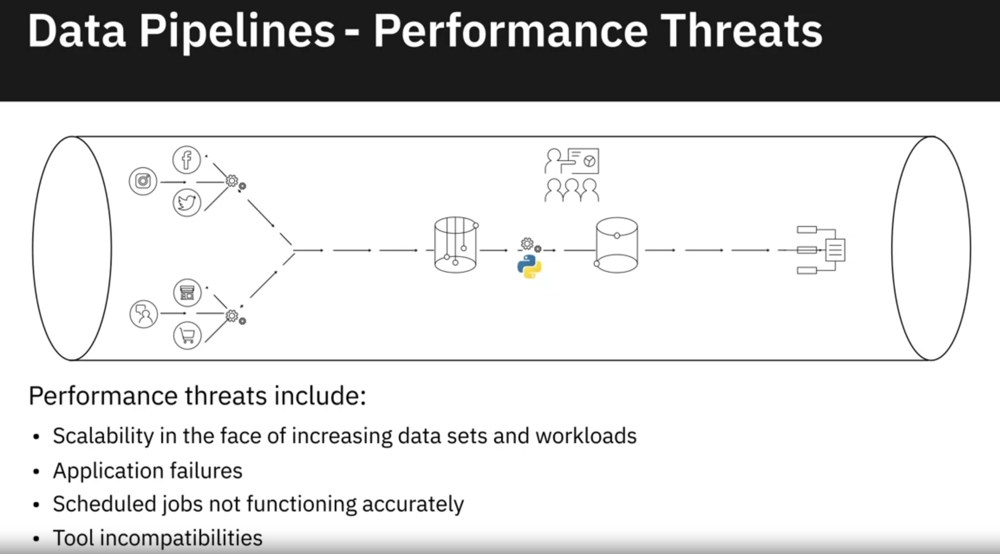 Data Pipelines - Performance Threats
Performance threats include:
• Scalability in the face of increasing data sets and workloads
• Application failures
• Scheduled jobs not functioning accurately
• Tool incompatibilities